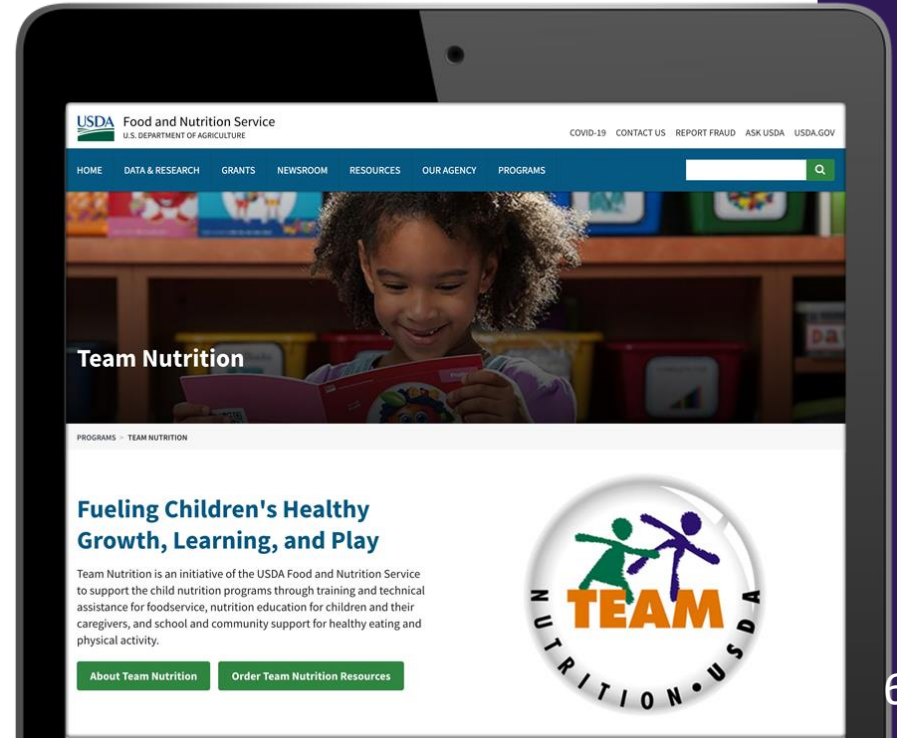 USDA Food and Nutrition Service
U.S. DEPARTMENT OF AGRICULTURE
COVID-19 CONTACT US REPORT FRAUD ASK USDA USDA.GOV
HOME DATA & RESEARCH GRANTS NEWSROOM RESOURCES OUR AGENCY PROGRAMS
Team Nutrition
PROGRAMS > TEAM NUTRITION
Fueling Children's Healthy
Growth, Learning, and Play
Team Nutrition is an initiative of the USDA Food and Nutrition Service
to support the child nutrition programs through training and technical
assistance for foodservice, nutrition education for children and their
caregivers, and school and community support for healthy eating and
physical activity.
About Team Nutrition Order Team Nutrition Resources
TEAM
NUTRITION • USDA
6